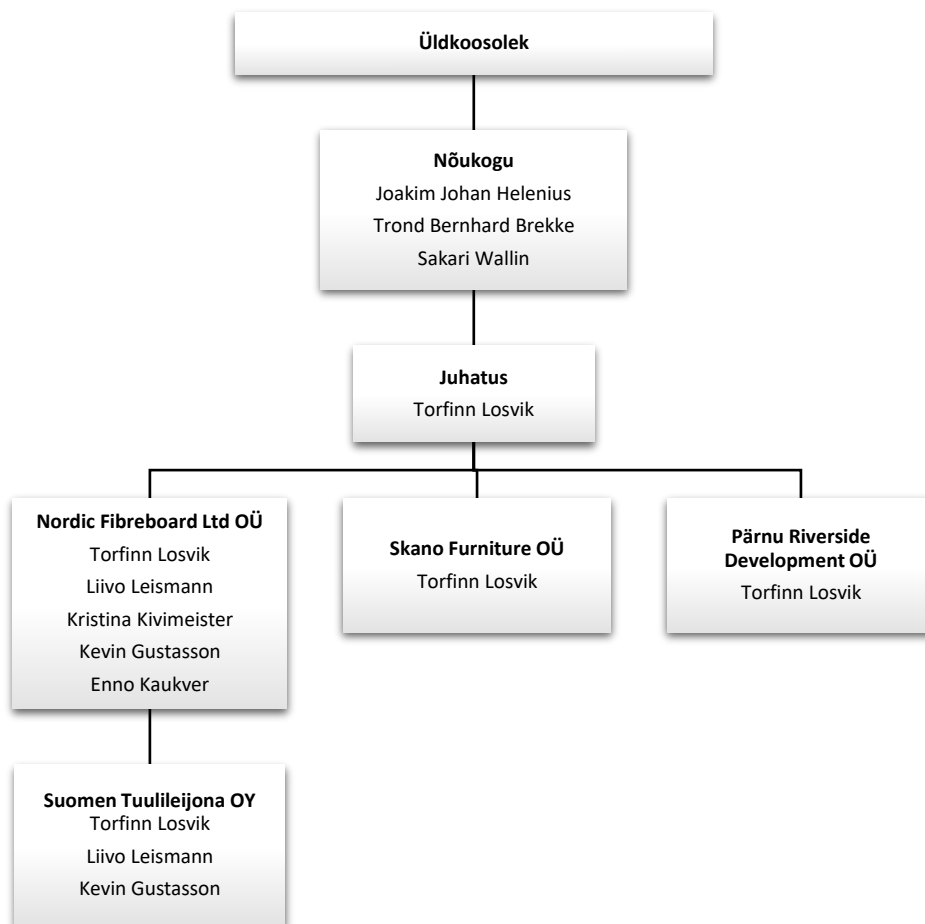 Üldkoosolek
Nõukogu
Joakim Johan Helenius
Trond Bernhard Brekke
Sakari Wallin
Juhatus
Torfinn Losvik
Nordic Fibreboard Ltd OÜ
Torfinn Losvik
Liivo Leismann
Kristina Kivimeister
Kevin Gustasson
Enno Kaukver
Skano Furniture OÜ
Torfinn Losvik
Pärnu Riverside
Development OÜ
Torfinn Losvik
Suomen Tuulileijona OY
Torfinn Losvik
Liivo Leismann
Kevin Gustasson